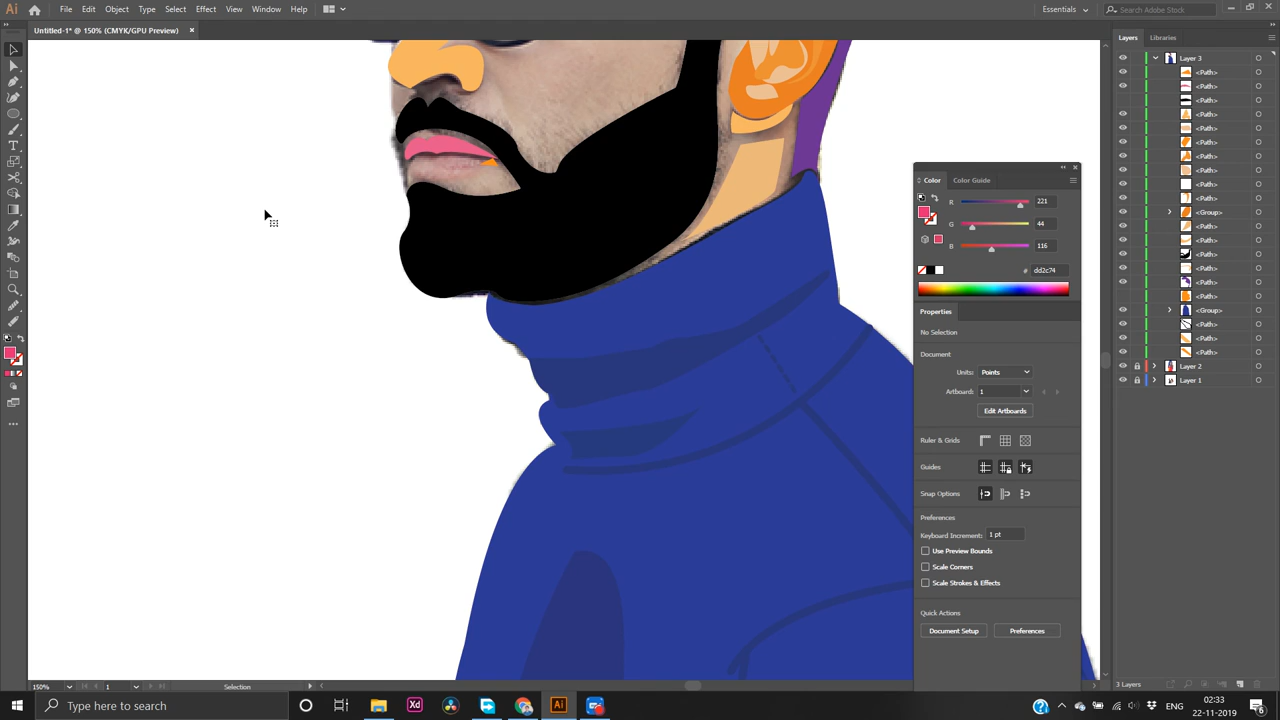 Ai File Edit Object Type Select Effect View Window Help Essentials Search Adobe Stock
Untitled-1* @ 150% (CMYK/GPU Preview) × Layers Libraries
Layer 3
<Path>
<Path>
<Path>
<Path>
<Path>
<Path>
<Path>
<Path>
<Path>
<Path>
<Group>
<Path>
<Path>
<Path>
<Path>
<Path>
<Path>
<Group>
<Path>
<Path>
<Path>
Layer 2
Layer 1
Color Color Guide
R 221
G 44
B 116
# dd2c74
Properties
No Selection
Document
Units: Points
Artboard: 1
Edit Artboards
Ruler & Grids
Guides
Snap Options
Preferences
Keyboard Increment: 1 pt
Use Preview Bounds
Scale Corners
Scale Strokes & Effects
Quick Actions
Document Setup Preferences
150% 1 Selection 3 Layers
Type here to search Xd Ai ENG 02:33
22-11-2019 6